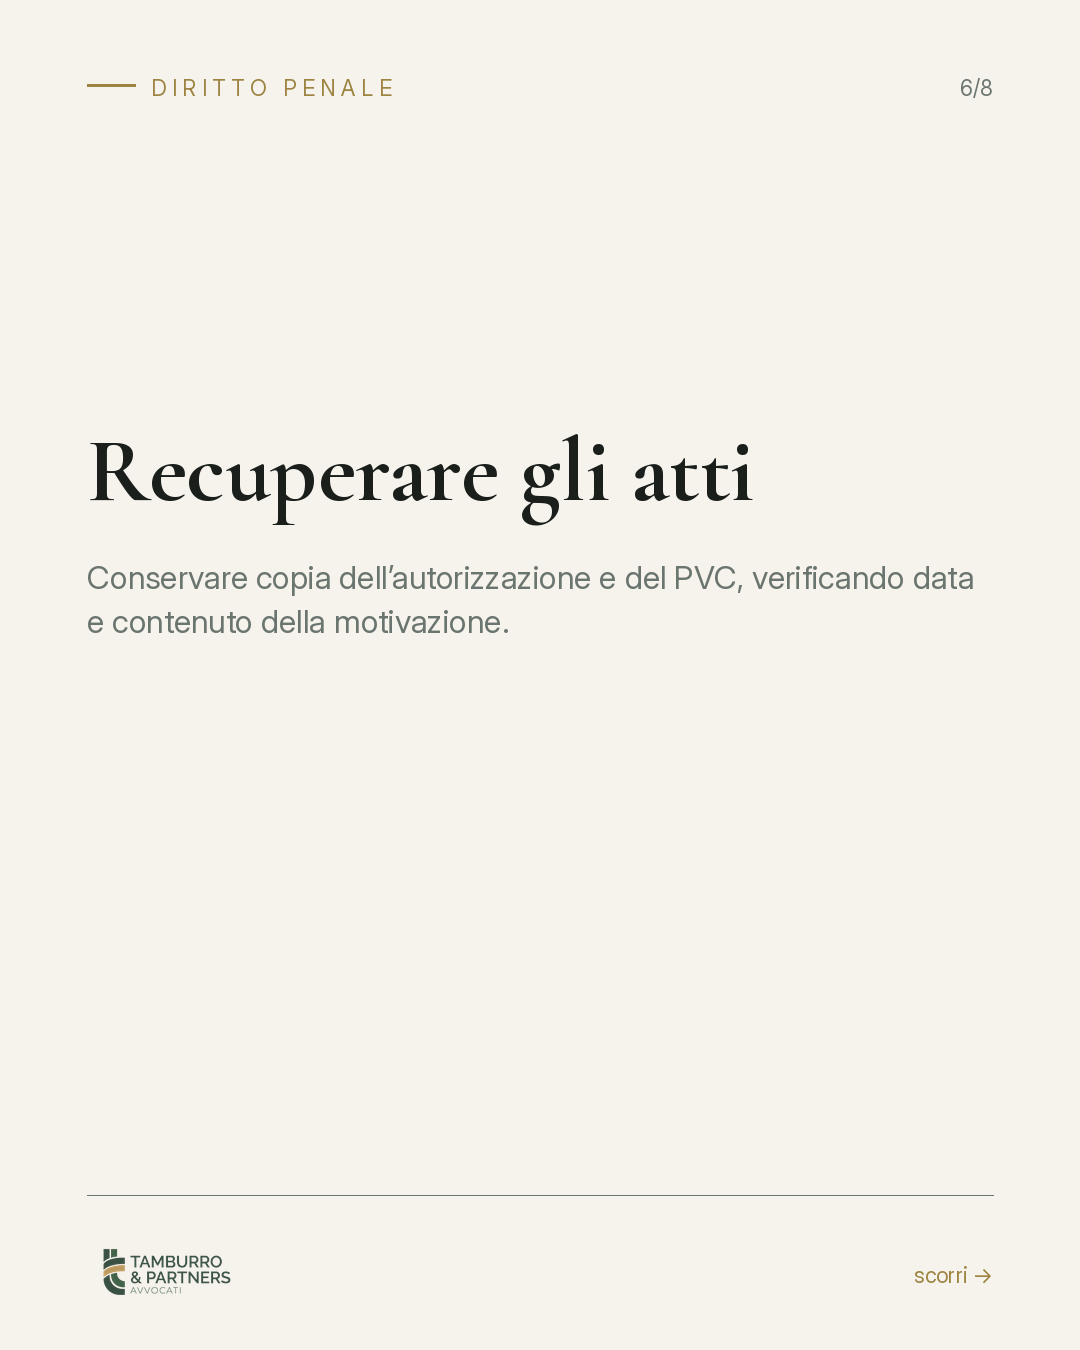 DIRITTO PENALE
6/8
Recuperare gli atti
Conservare copia dell’autorizzazione e del PVC, verificando data
e contenuto della motivazione.
TAMBURRO
& PARTNERS
AVVOCATI
scorri →